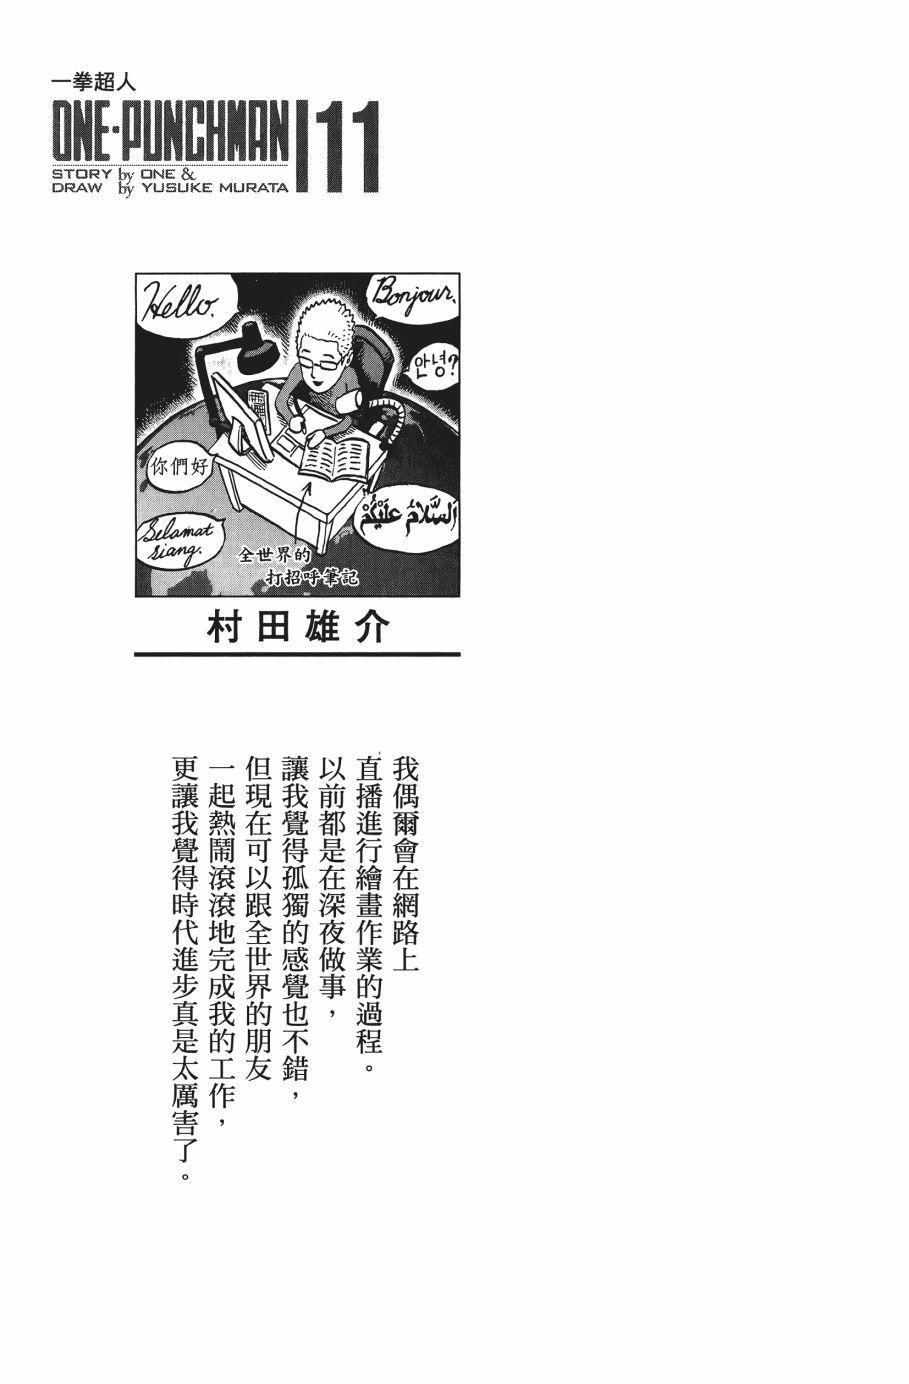 一拳超人
ONE-PUNCHMAN 11
STORY by ONE &
DRAW by YUSUKE MURATA
Hello.
Bonjour.
안녕?
你們好
اَلسَّلَامُ عَلَيْكُمْ
Selamat
siang.
全世界的
打招呼筆記
村田雄介
我偶爾會在網路上
直播進行繪畫作業的過程。
以前都是在深夜做事，
讓我覺得孤獨的感覺也不錯，
但現在可以跟全世界的朋友
一起熱鬧滾滾地完成我的工作，
更讓我覺得時代進步真是太厲害了。